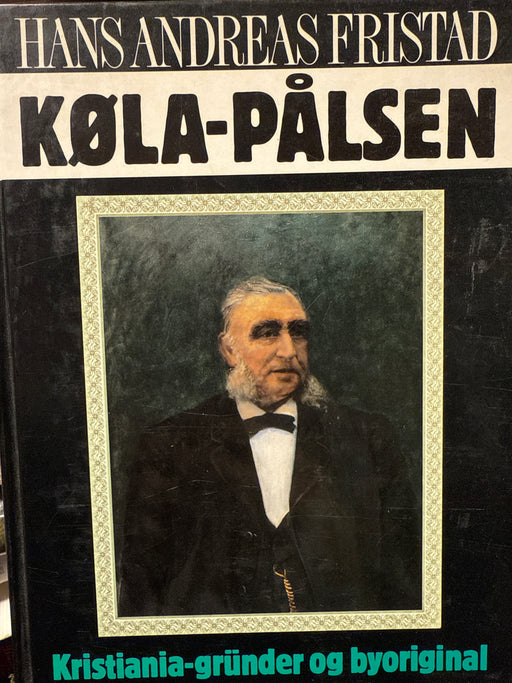 HANS ANDREAS FRISTAD
KØLA-PÅLSEN
Kristiania-gründer og byoriginal